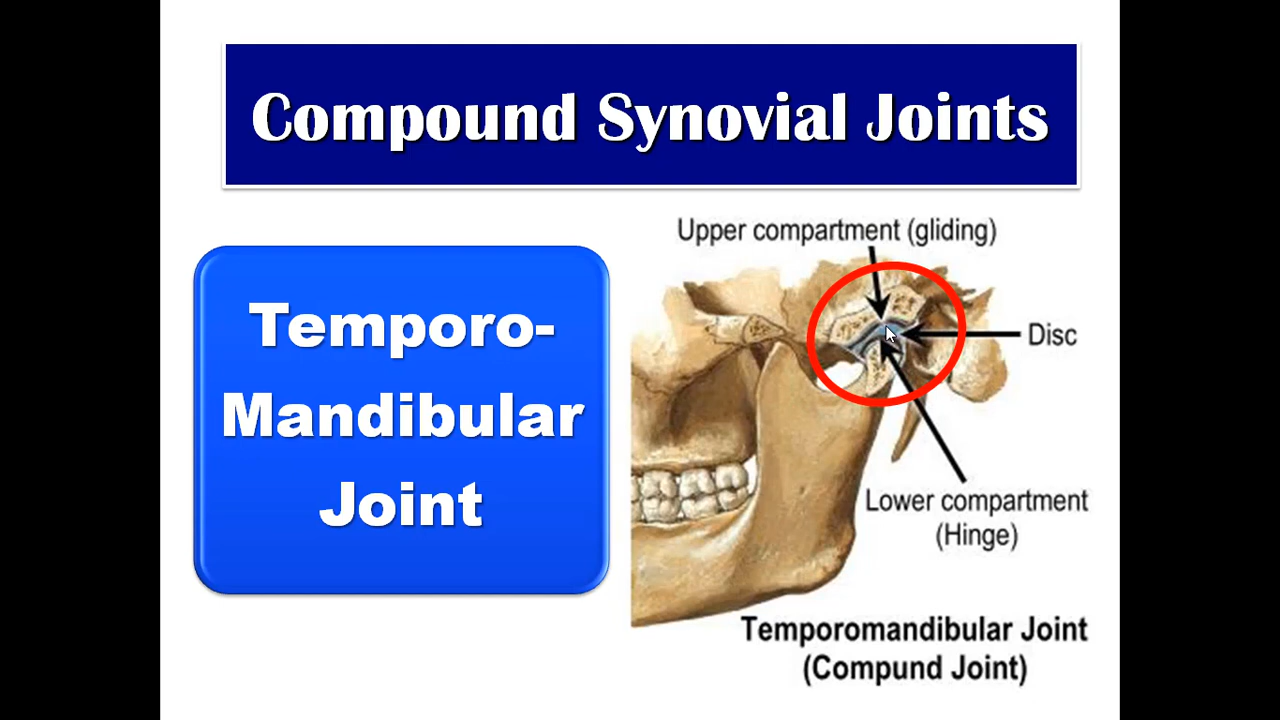 Compound Synovial Joints
Temporo-
Mandibular
Joint
Upper compartment (gliding)
Disc
Lower compartment
(Hinge)
Temporomandibular Joint
(Compund Joint)